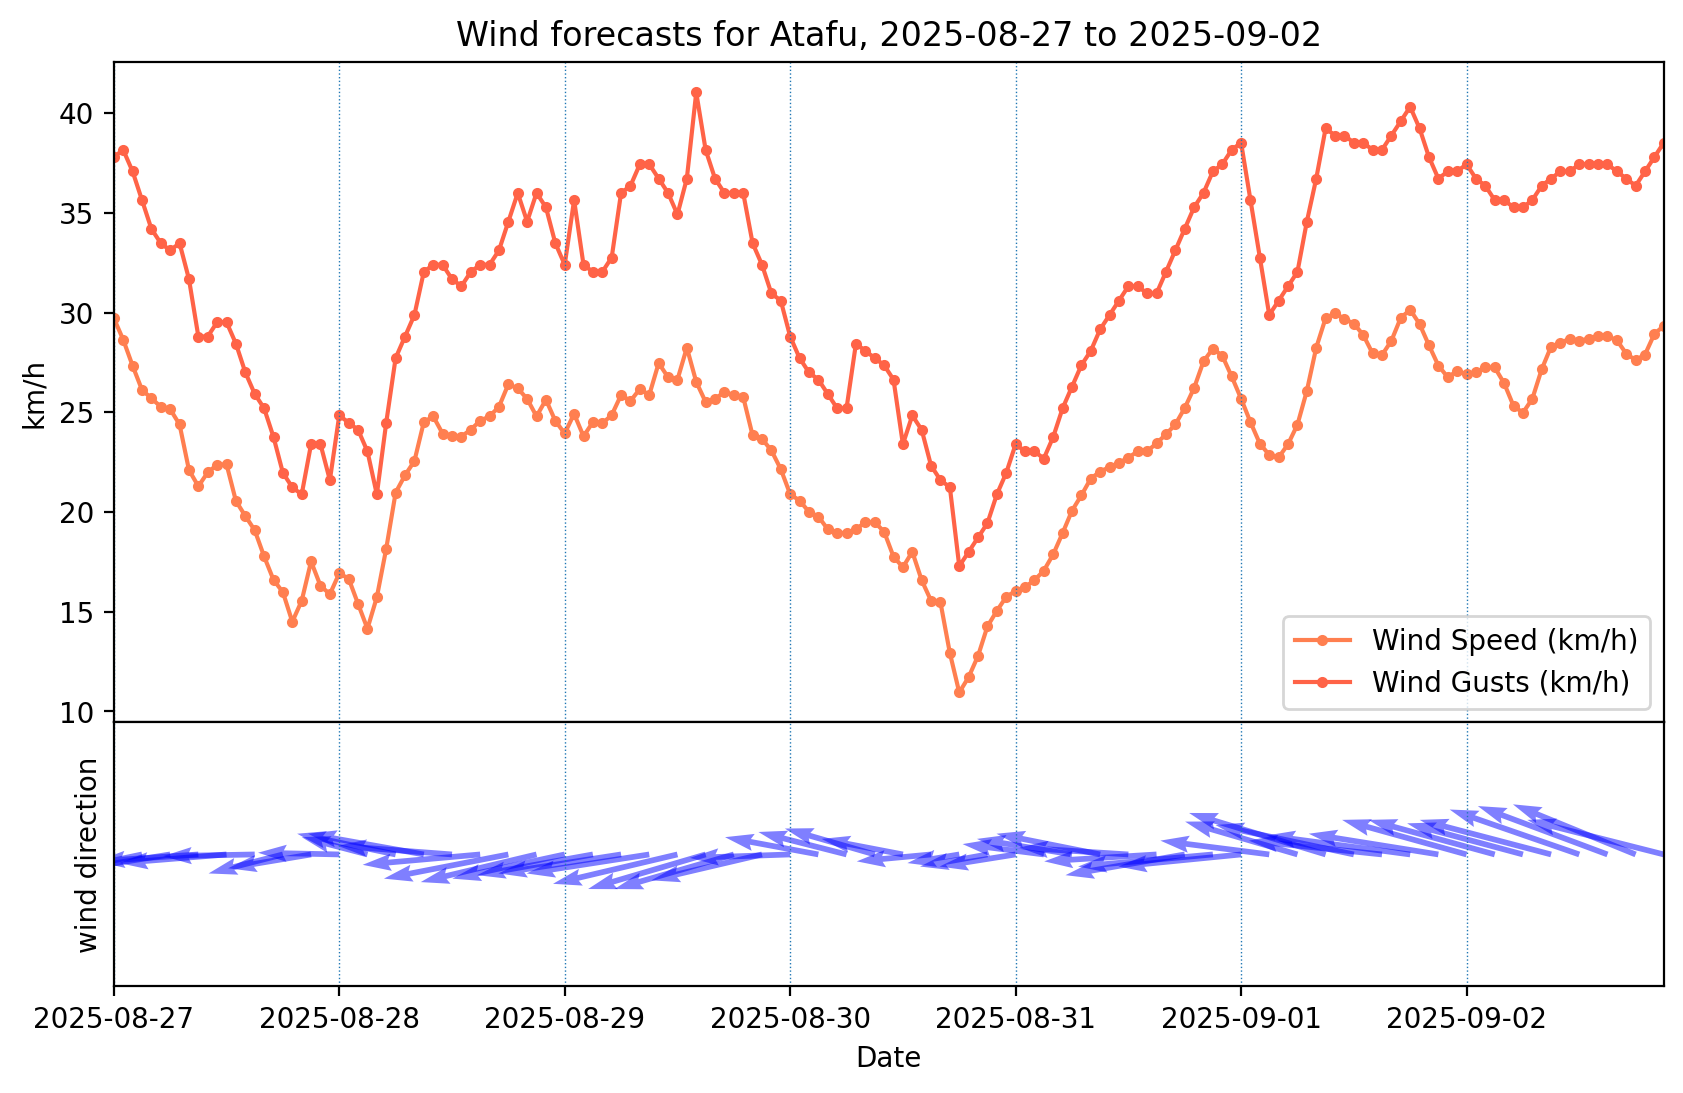 Wind forecasts for Atafu, 2025-08-27 to 2025-09-02
km/h
40
35
30
25
20
15
10
Wind Speed (km/h)
Wind Gusts (km/h)
wind direction
2025-08-27 2025-08-28 2025-08-29 2025-08-30 2025-08-31 2025-09-01 2025-09-02
Date